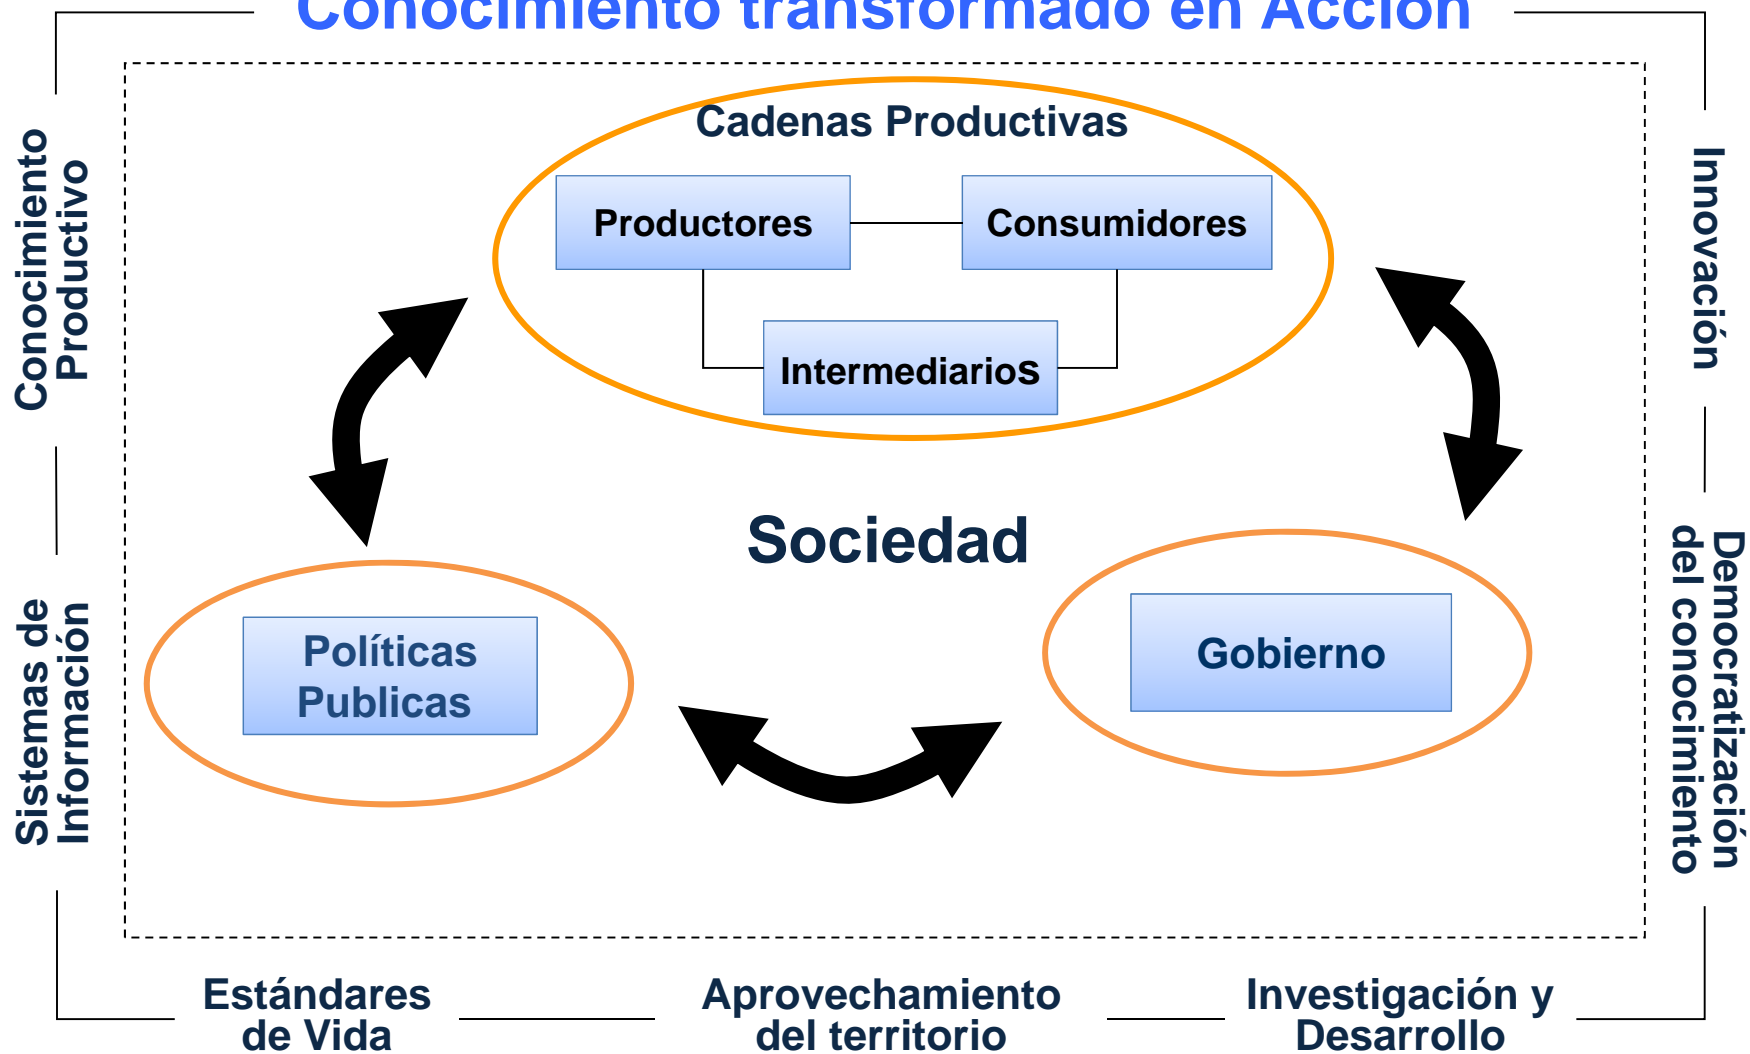 Conocimiento transformado en Acción
Cadenas Productivas
Productores
Consumidores
Intermediarios
Conocimiento
Productivo
Innovación
Sociedad
Políticas
Publicas
Gobierno
Sistemas de
Información
Democratización
del conocimiento
Estándares
de Vida
Aprovechamiento
del territorio
Investigación y
Desarrollo